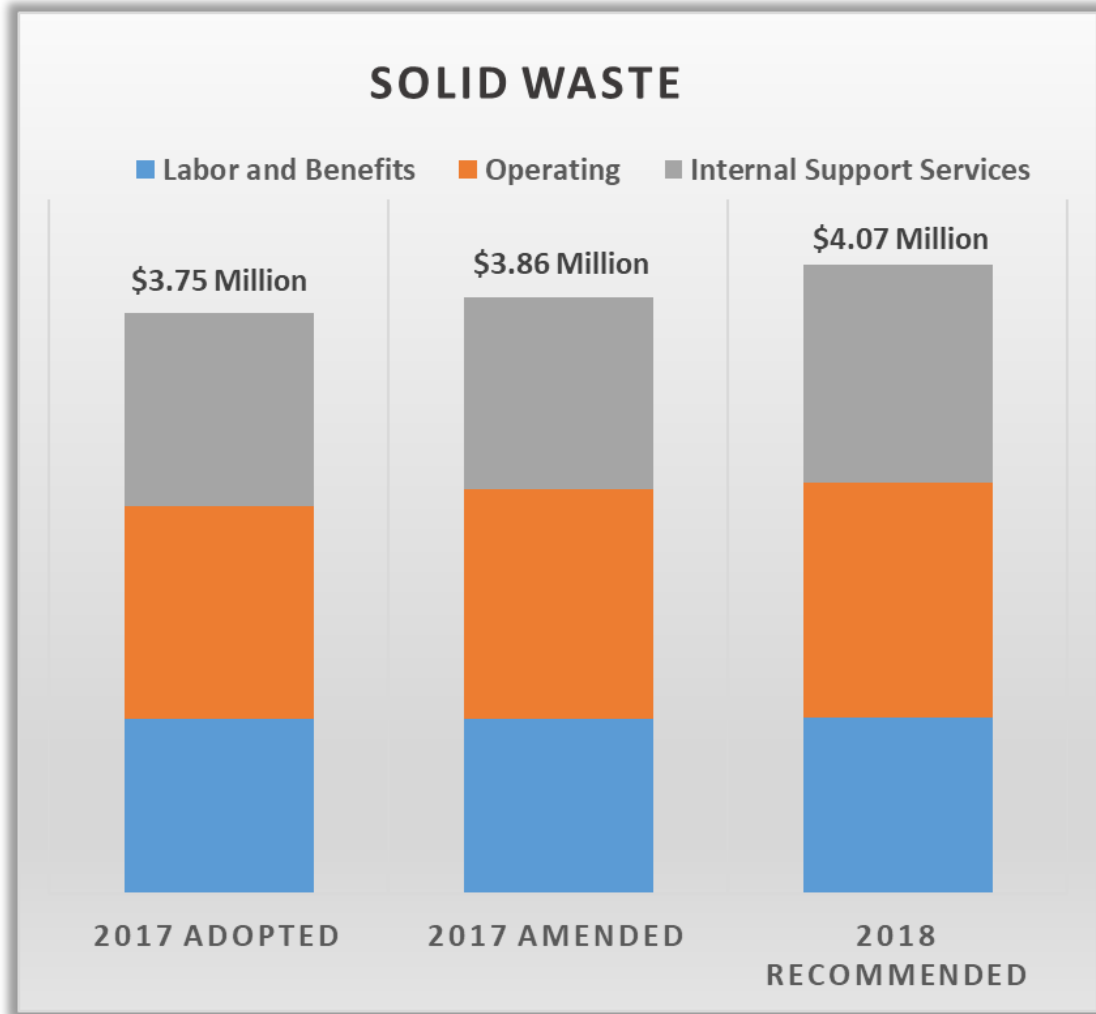 SOLID WASTE
Labor and Benefits Operating Internal Support Services
$3.75 Million $3.86 Million $4.07 Million
2017 ADOPTED 2017 AMENDED 2018
RECOMMENDED